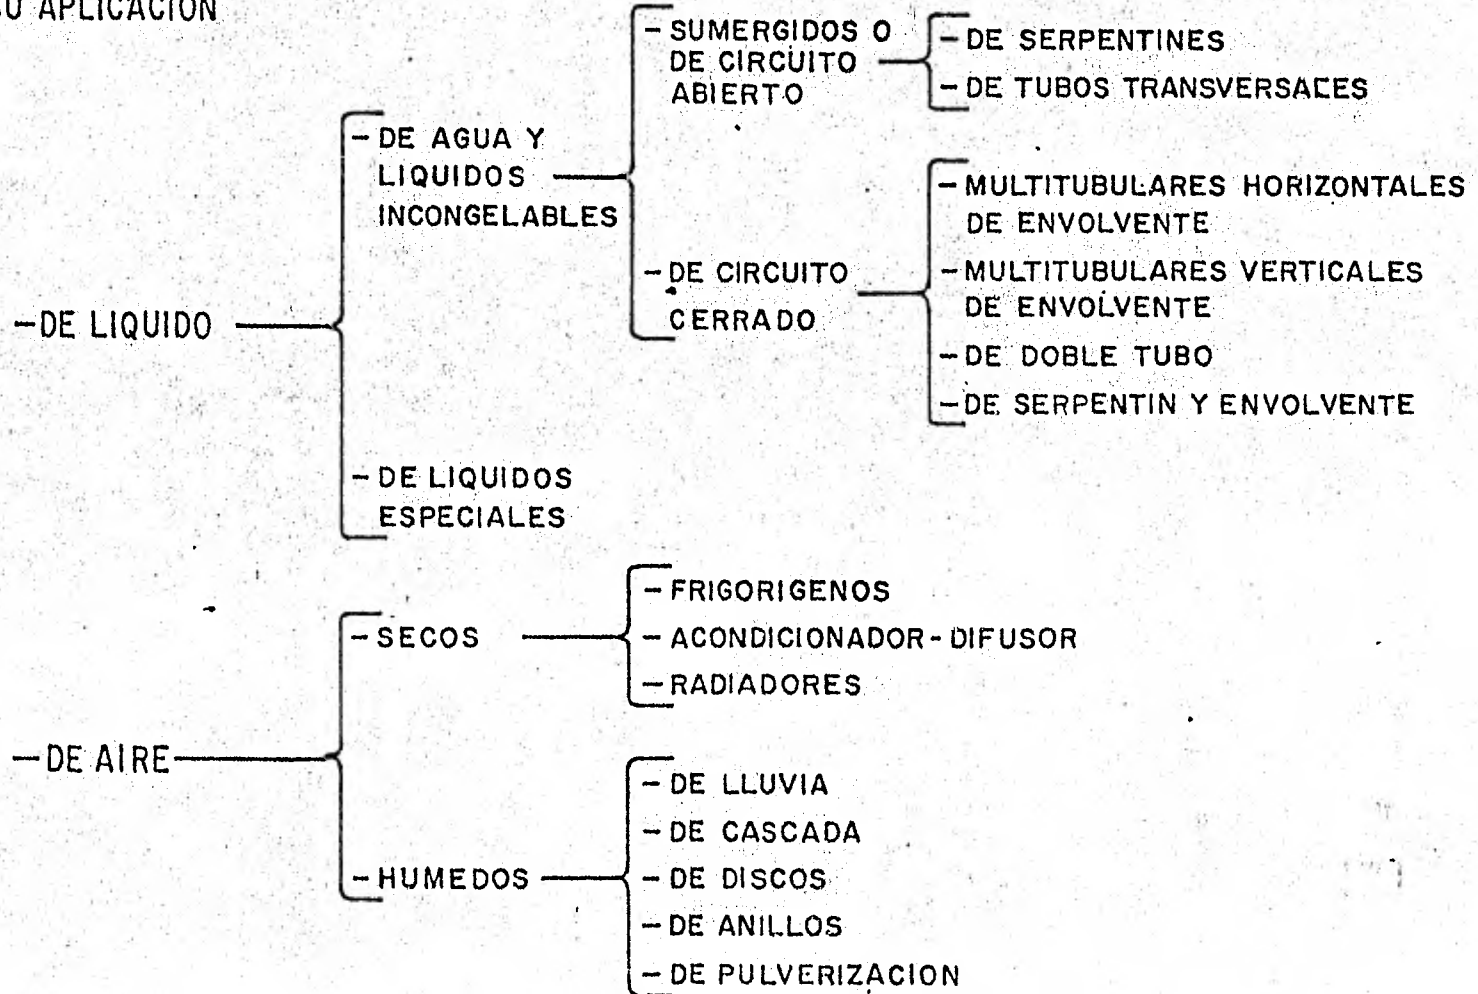 SU APLICACION
- DE LIQUIDO
- DE AGUA Y
LIQUIDOS
INCONGELABLES
- SUMERGIDOS O
DE CIRCUITO
ABIERTO
- DE SERPENTINES
- DE TUBOS TRANSVERSALES
- DE CIRCUITO
CERRADO
- MULTITUBULARES HORIZONTALES
DE ENVOLVENTE
- MULTITUBULARES VERTICALES
DE ENVOLVENTE
- DE DOBLE TUBO
- DE SERPENTIN Y ENVOLVENTE
- DE LIQUIDOS
ESPECIALES
- DE AIRE
- SECOS
- FRIGORIGENOS
- ACONDICIONADOR - DIFUSOR
- RADIADORES
- HUMEDOS
- DE LLUVIA
- DE CASCADA
- DE DISCOS
- DE ANILLOS
- DE PULVERIZACION